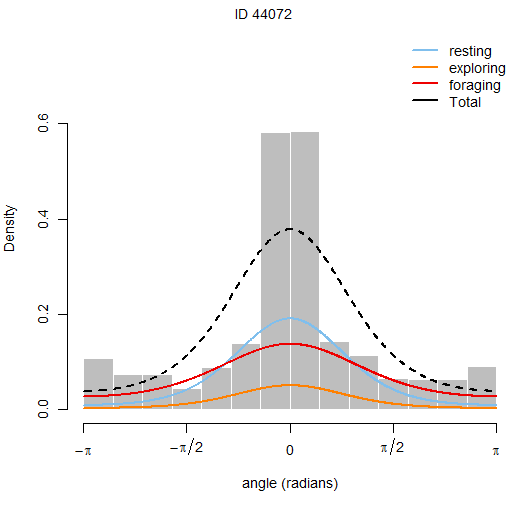 ID 44072
resting
exploring
foraging
Total
Density
0.6
0.4
0.2
0.0
−π
−π/2
0
π/2
π
angle (radians)